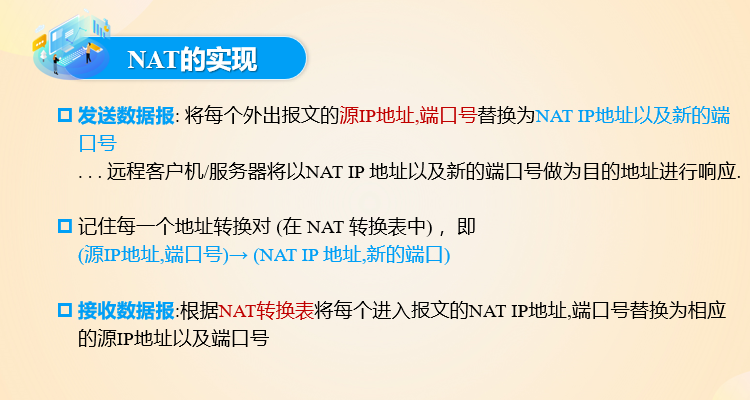 NAT的实现
发送数据报: 将每个外出报文的源IP地址,端口号替换为NAT IP地址以及新的端
口号
. . . 远程客户机/服务器将以NAT IP 地址以及新的端口号做为目的地址进行响应.
记住每一个地址转换对 (在 NAT 转换表中) ，即
(源IP地址,端口号)→ (NAT IP 地址,新的端口)
接收数据报:根据NAT转换表将每个进入报文的NAT IP地址,端口号替换为相应
的源IP地址以及端口号